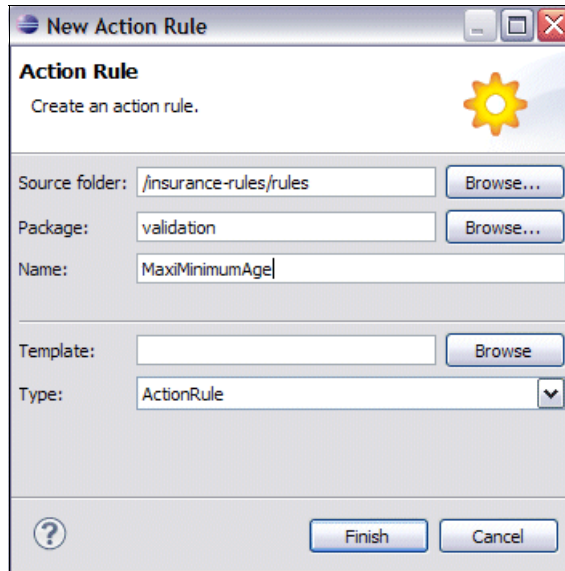 New Action Rule
Action Rule
Create an action rule.
Source folder: /insurance-rules/rules Browse...
Package: validation Browse...
Name: MaxiMinimumAge
Template: Browse
Type: ActionRule
? Finish Cancel